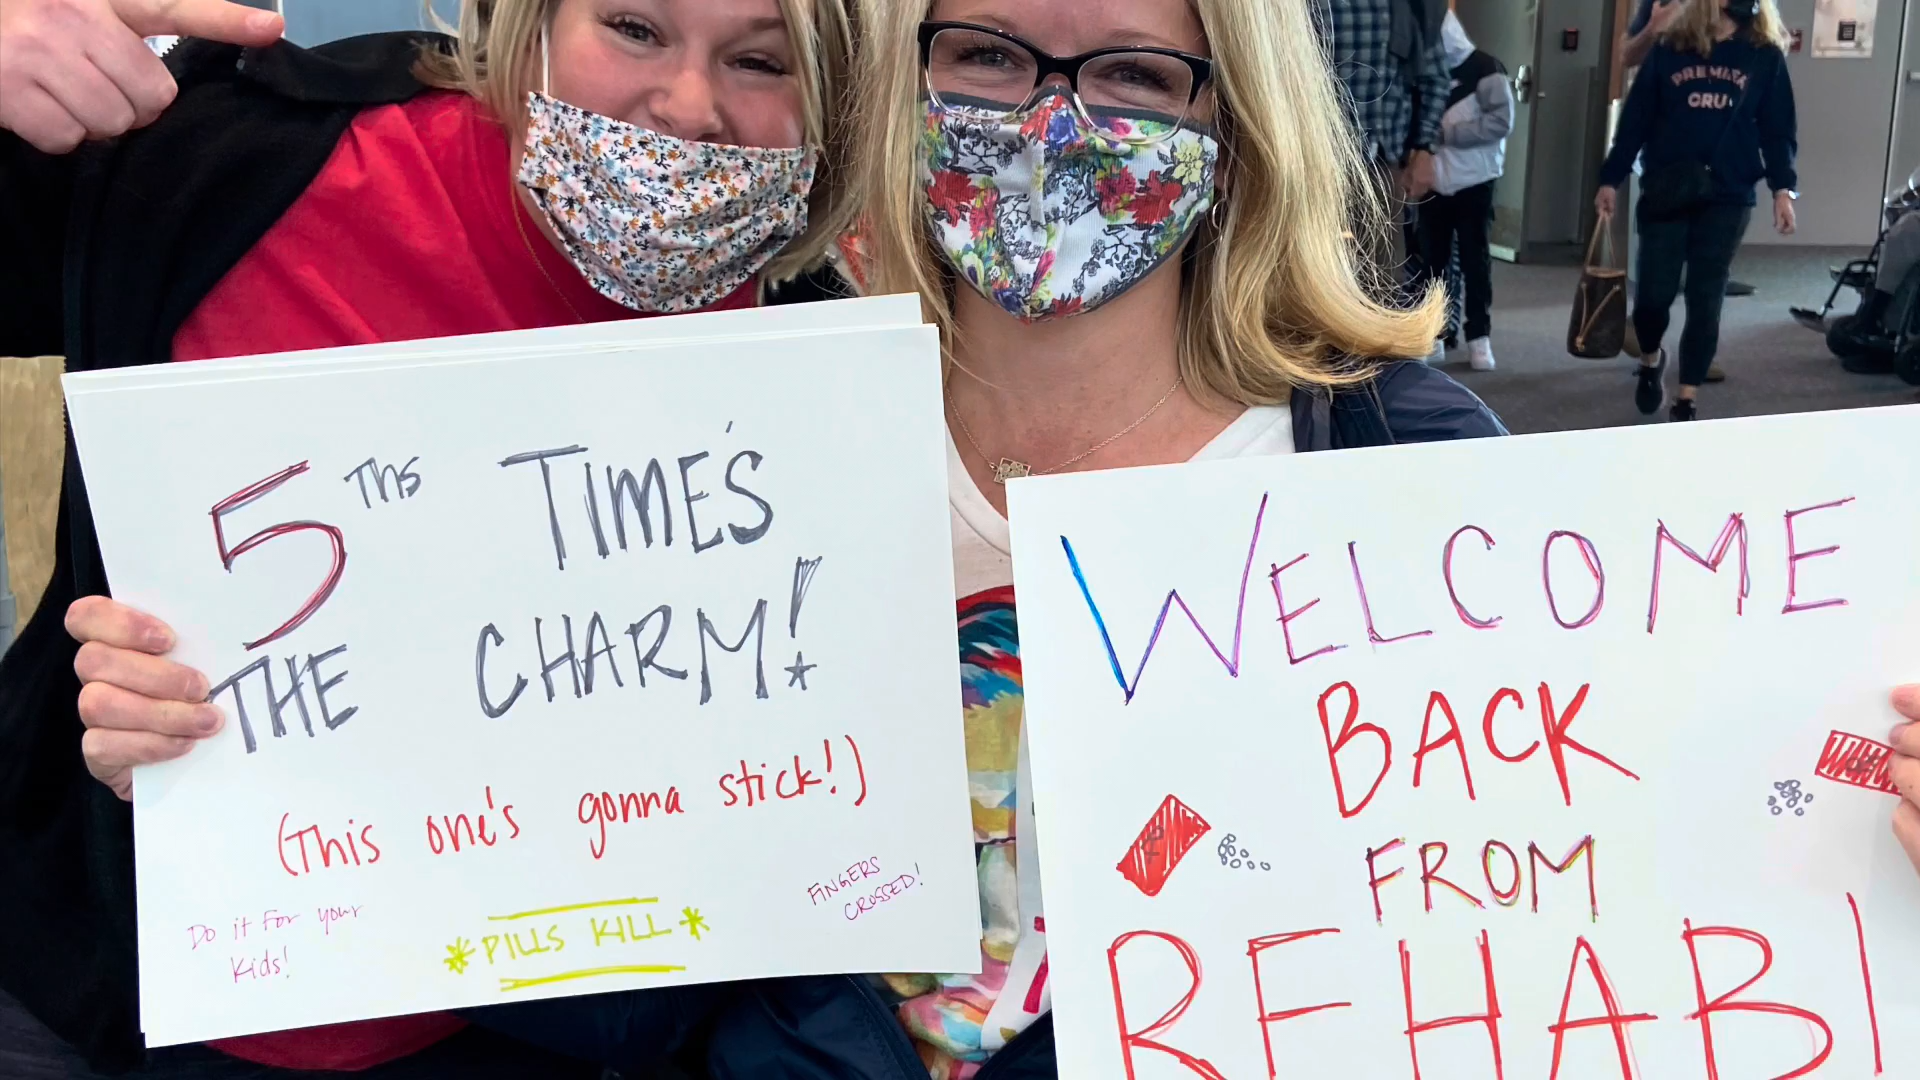 5Ths TIME'S
THE CHARM!
(This one's gonna stick!)
Do it For your
kids!
*PILLS KILL*
FINGERS
CROSSED!
WELCOME
BACK
FROM
REHAB!
CRU